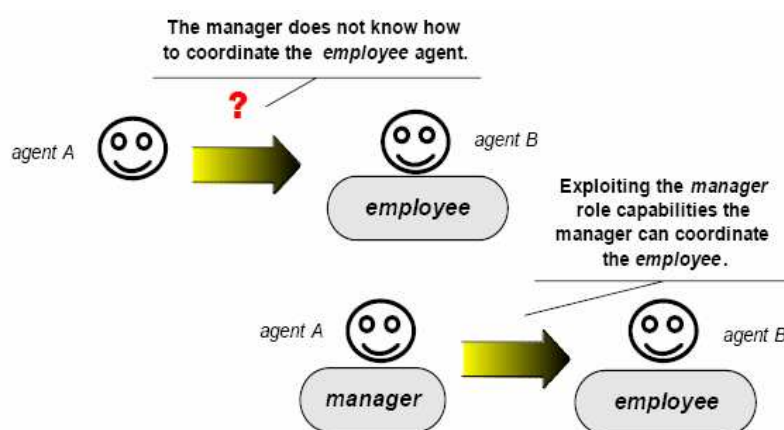 The manager does not know how
to coordinate the employee agent.
?
agent A
agent B
employee
Exploiting the manager
role capabilities the
manager can coordinate
the employee.
agent A
agent B
manager
employee